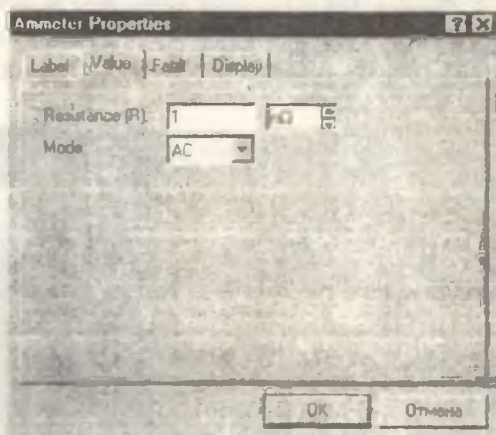 Ammeter Properties
Label Value Fault Display
Resistance (R): 1
Mode AC
OK Отмена